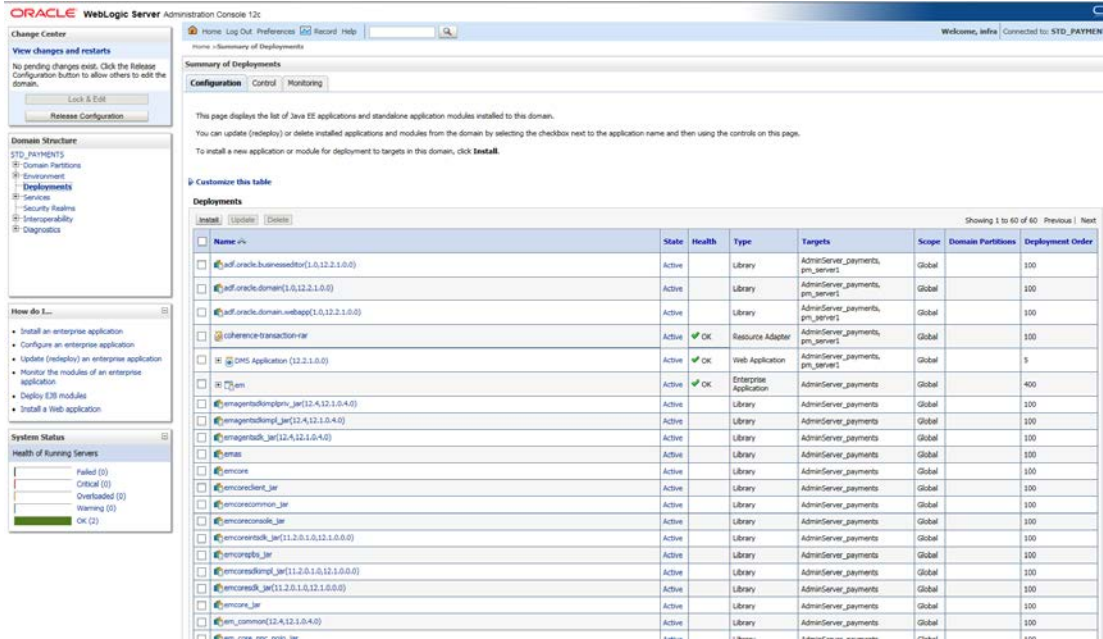 ORACLE WebLogic Server Administration Console 12c
Change Center
View changes and restarts
No pending changes exist. Click the Release
Configuration button to allow others to edit the
domain.
Lock & Edit
Release Configuration
Domain Structure
STD_PAYMENTS
Domain Partitions
Environment
Deployments
Services
Security Realms
Interoperability
Diagnostics
How do I...
Install an enterprise application
Configure an enterprise application
Update (redeploy) an enterprise application
Monitor the modules of an enterprise
application
Deploy EJB modules
Install a Web application
System Status
Health of Running Servers
Failed (0)
Critical (0)
Overloaded (0)
Warning (0)
OK (2)
Home Log Out Preferences Record Help
Welcome, infra Connected to: STD_PAYMEN
Home >Summary of Deployments
Summary of Deployments
Configuration Control Monitoring
This page displays the list of Java EE applications and standalone application modules installed to this domain.
You can update (redeploy) or delete installed applications and modules from the domain by selecting the checkbox next to the application name and then using the controls on this page.
To install a new application or module for deployment to targets in this domain, click Install.
Customize this table
Deployments
Install Update Delete Showing 1 to 60 of 60 Previous | Next
Name State Health Type Targets Scope Domain Partitions Deployment Order
adf.oracle.businesseditor(1.0,12.2.1.0.0) Active Library AdminServer_payments, pm_server1 Global 100
adf.oracle.domain(1.0,12.2.1.0.0) Active Library AdminServer_payments, pm_server1 Global 100
adf.oracle.domain.webapp(1.0,12.2.1.0.0) Active Library AdminServer_payments, pm_server1 Global 100
coherence-transaction-rar Active OK Resource Adapter AdminServer_payments, pm_server1 Global 100
DMS Application (12.2.1.0.0) Active OK Web Application AdminServer_payments, pm_server1 Global 5
em Active OK Enterprise Application AdminServer_payments Global 400
emagentsdkimplpriv_jar(12.4,12.1.0.4.0) Active Library AdminServer_payments Global 100
emagentsdkimpl_jar(12.4,12.1.0.4.0) Active Library AdminServer_payments Global 100
emagentsdk_jar(12.4,12.1.0.4.0) Active Library AdminServer_payments Global 100
emas Active Library AdminServer_payments Global 100
emcore Active Library AdminServer_payments Global 100
emcoreclient_jar Active Library AdminServer_payments Global 100
emcorecommon_jar Active Library AdminServer_payments Global 100
emcoreconsole_jar Active Library AdminServer_payments Global 100
emcoreintsdk_jar(11.2.0.1.0,12.1.0.0.0) Active Library AdminServer_payments Global 100
emcorepbs_jar Active Library AdminServer_payments Global 100
emcoresdkimpl_jar(11.2.0.1.0,12.1.0.0.0) Active Library AdminServer_payments Global 100
emcoresdk_jar(11.2.0.1.0,12.1.0.0.0) Active Library AdminServer_payments Global 100
emcore_jar Active Library AdminServer_payments Global 100
em_common(12.4,12.1.0.4.0) Active Library AdminServer_payments Global 100